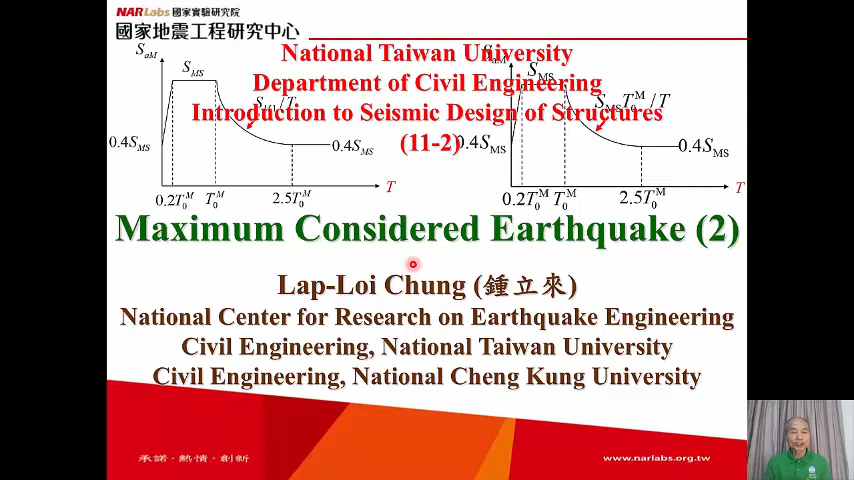 NARLabs 國家實驗研究院
國家地震工程研究中心
National Taiwan University
Department of Civil Engineering
Introduction to Seismic Design of Structures
(11-2)
S_aM
S_MS
0.4S_MS
0.4S_MS
0.2T_0^M
T_0^M
2.5T_0^M
T
S_MS
S_MS T_0^M / T
0.4S_MS
0.4S_MS
0.2T_0^M
T_0^M
2.5T_0^M
T
Maximum Considered Earthquake (2)
Lap-Loi Chung (鍾立來)
National Center for Research on Earthquake Engineering
Civil Engineering, National Taiwan University
Civil Engineering, National Cheng Kung University
承諾・熱情・創新
www.narlabs.org.tw